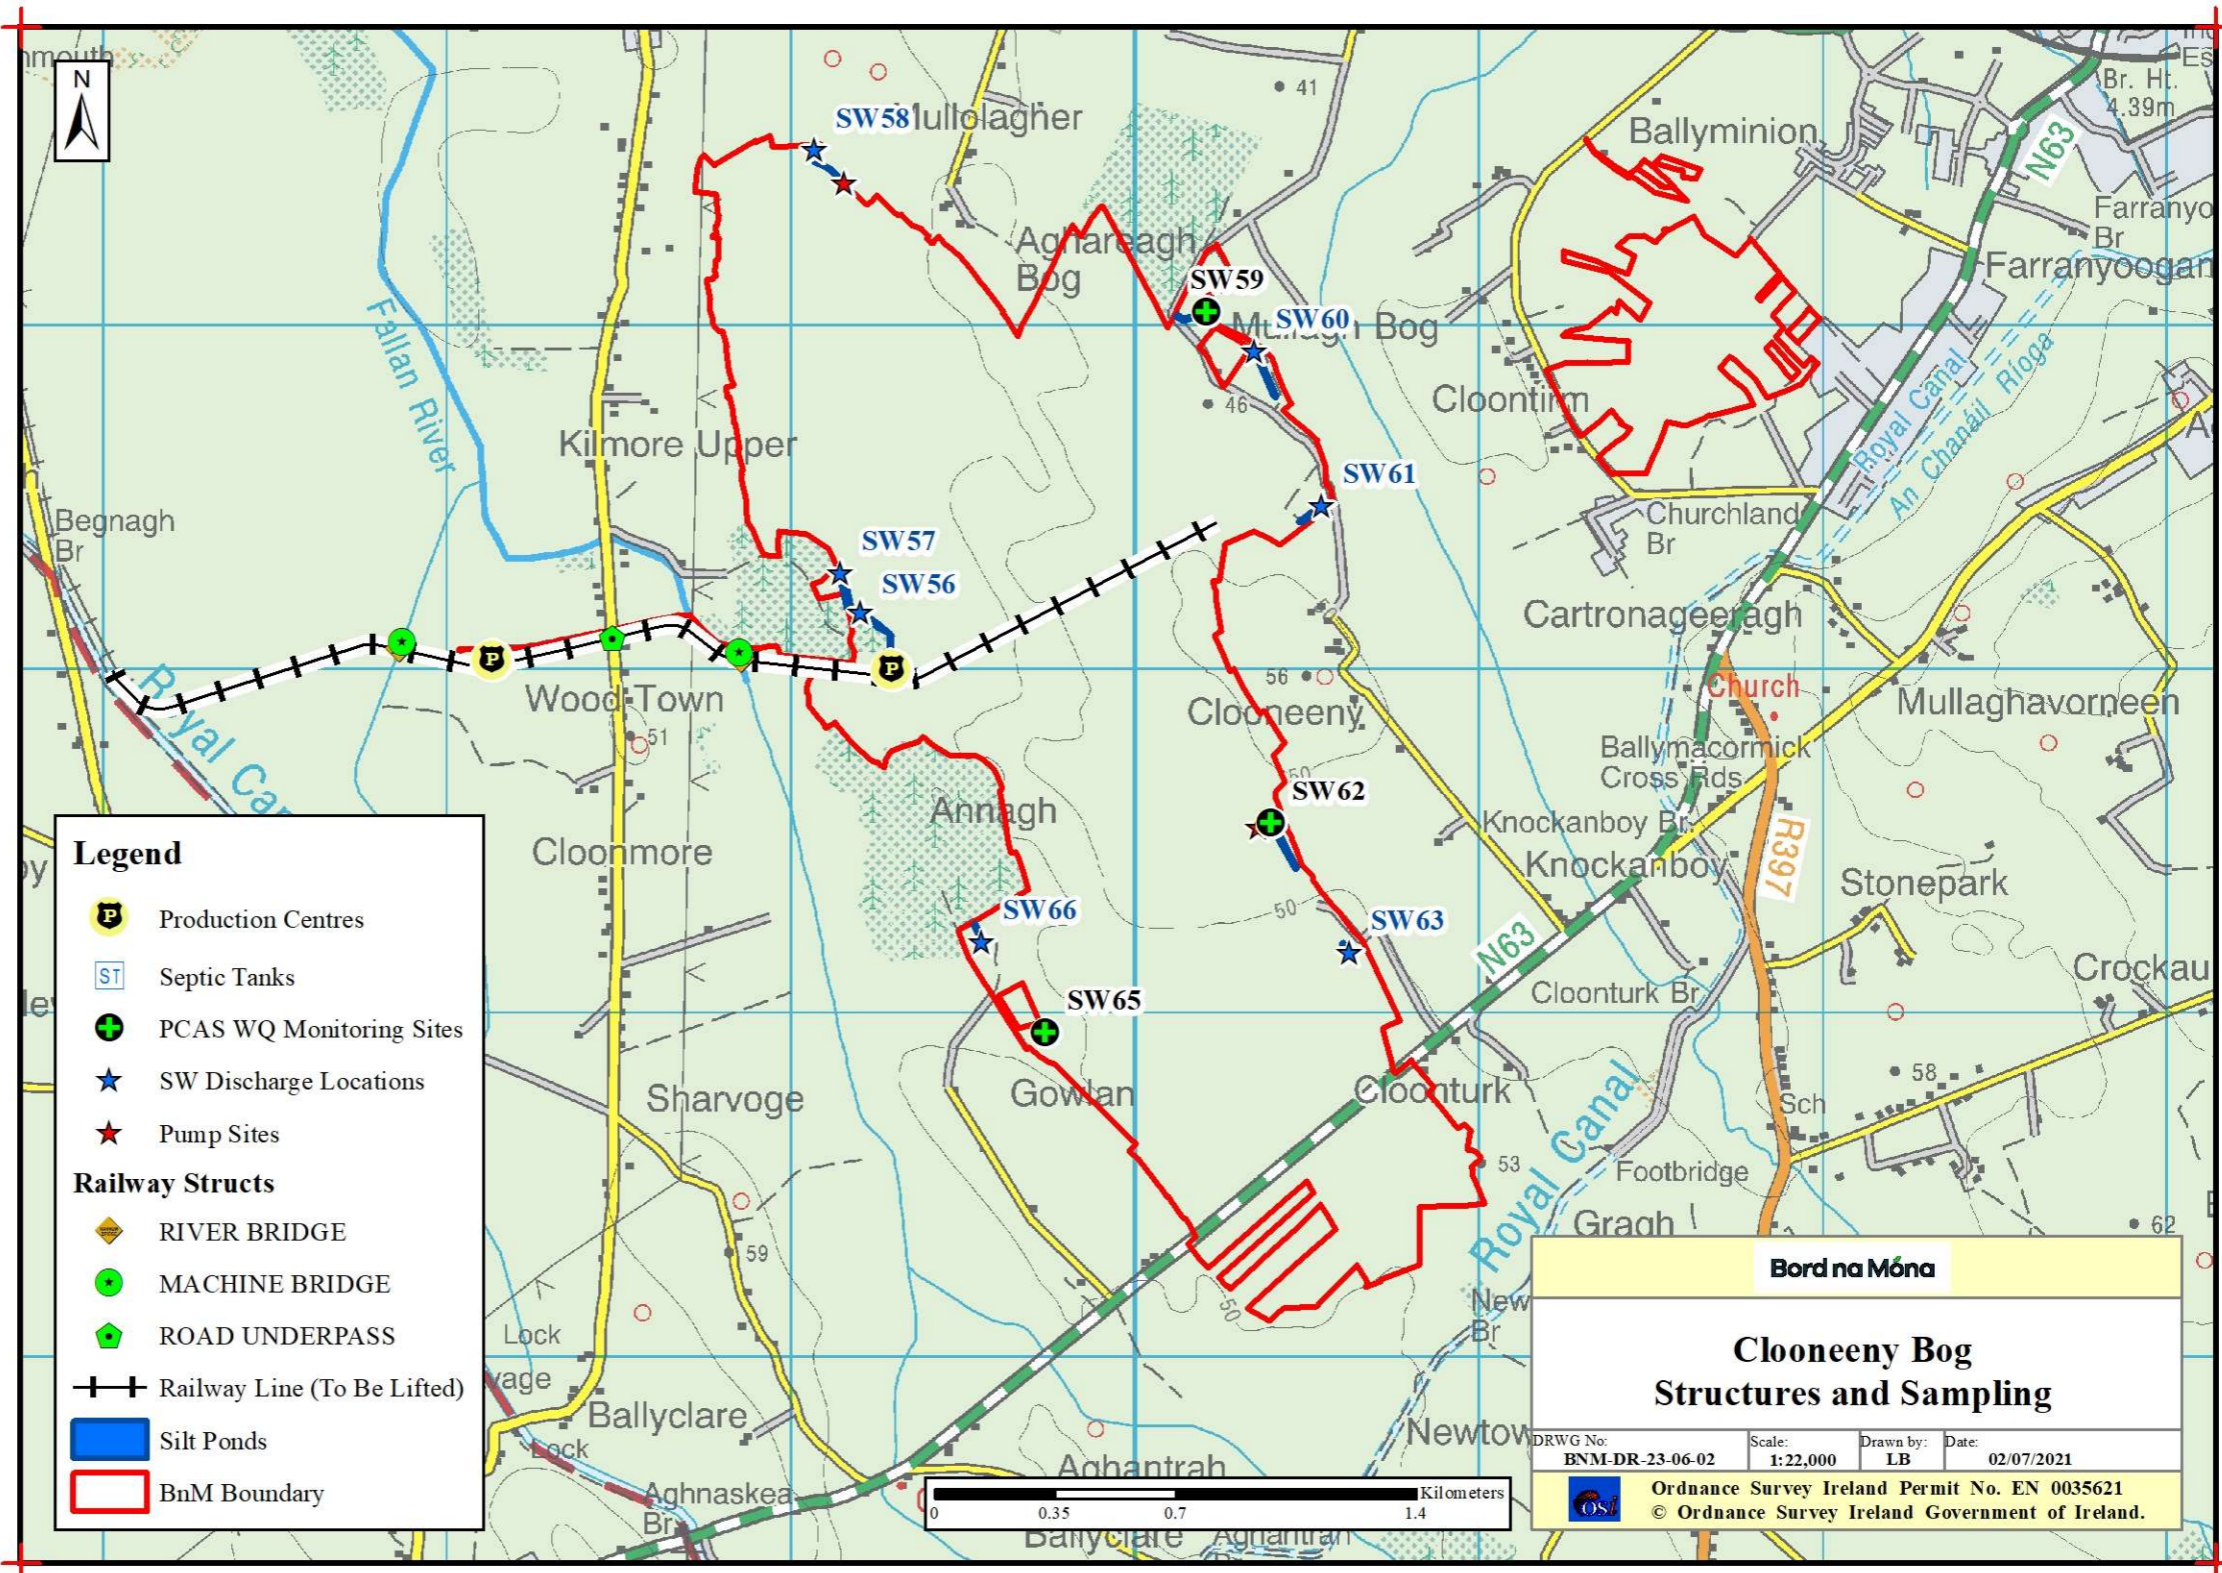 nmouth
N
SW58
Mullolagher
41
Ballyminion
Br. Ht.
4.39m
N63
Farranyo
Br
Farranyoogan
Aghareagh
Bog
SW59
SW60
Mullagh Bog
46
Cloontirm
Fallan River
Kilmore Upper
SW61
Royal Canal
An Chanáil Ríoga
Begnagh
Br
Churchland
Br
SW57
SW56
50
Cartronageeragh
P
P
Wood Town
51
Royal Can
56
Clooneeny
Church
Mullaghavorneen
Ballymacormick
Cross Rds
50
SW62
Annagh
Cloonmore
Knockanboy Br
Knockanboy
R397
Stonepark
SW66
50
SW63
N63
Cloonturk Br
Crockau
SW65
Gowlan
Sharvoge
Cloonturk
58
Sch
53
Royal Canal
Footbridge
Gragh
62
59
50
New
Br
Lock
Ballyclare
Lock
Newtow
Aghantrah
Aghnaskea
Br
Ballyclare
Aghantrah
Legend
P Production Centres
ST Septic Tanks
PCAS WQ Monitoring Sites
SW Discharge Locations
Pump Sites
Railway Structs
RIVER BRIDGE
MACHINE BRIDGE
ROAD UNDERPASS
Railway Line (To Be Lifted)
Silt Ponds
BnM Boundary
Kilometers
0 0.35 0.7 1.4
Bord na Móna
Clooneeny Bog
Structures and Sampling
DRWG No: Scale: Drawn by: Date:
BNM-DR-23-06-02 1:22,000 LB 02/07/2021
OSi
Ordnance Survey Ireland Permit No. EN 0035621
© Ordnance Survey Ireland Government of Ireland.